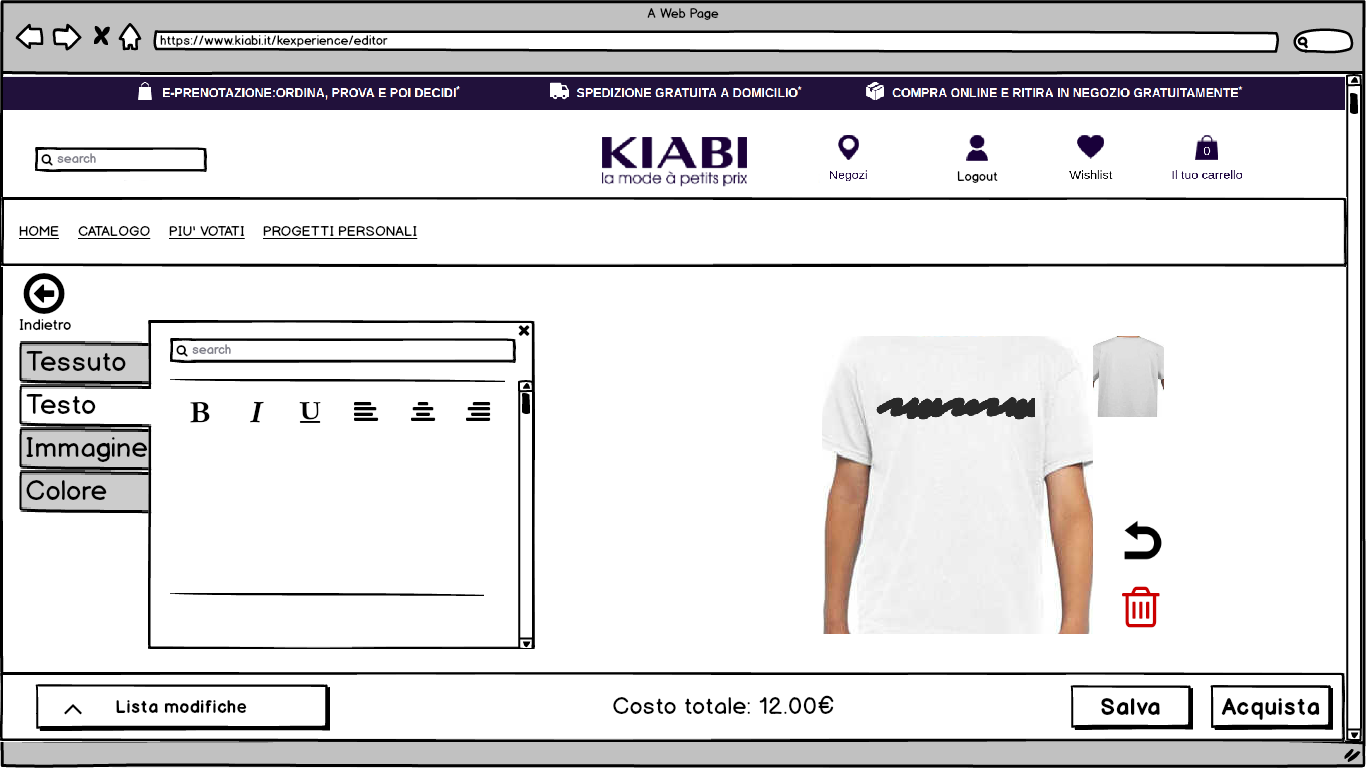 A Web Page
https://www.kiabi.it/kexperience/editor
E-PRENOTAZIONE:ORDINA, PROVA E POI DECIDI*
SPEDIZIONE GRATUITA A DOMICILIO*
COMPRA ONLINE E RITIRA IN NEGOZIO GRATUITAMENTE*
search
KIABI
la mode à petits prix
Negozi
Logout
Wishlist
0
Il tuo carrello
HOME
CATALOGO
PIU' VOTATI
PROGETTI PERSONALI
Indietro
Tessuto
Testo
Immagine
Colore
search
B I U
Lista modifiche
Costo totale: 12.00€
Salva
Acquista